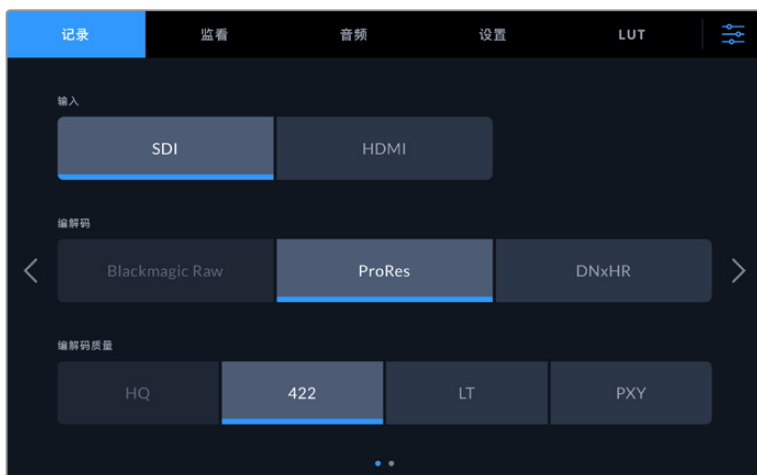 记录 监看 音频 设置 LUT
输入
SDI HDMI
编解码
Blackmagic Raw ProRes DNxHR
编解码质量
HQ 422 LT PXY